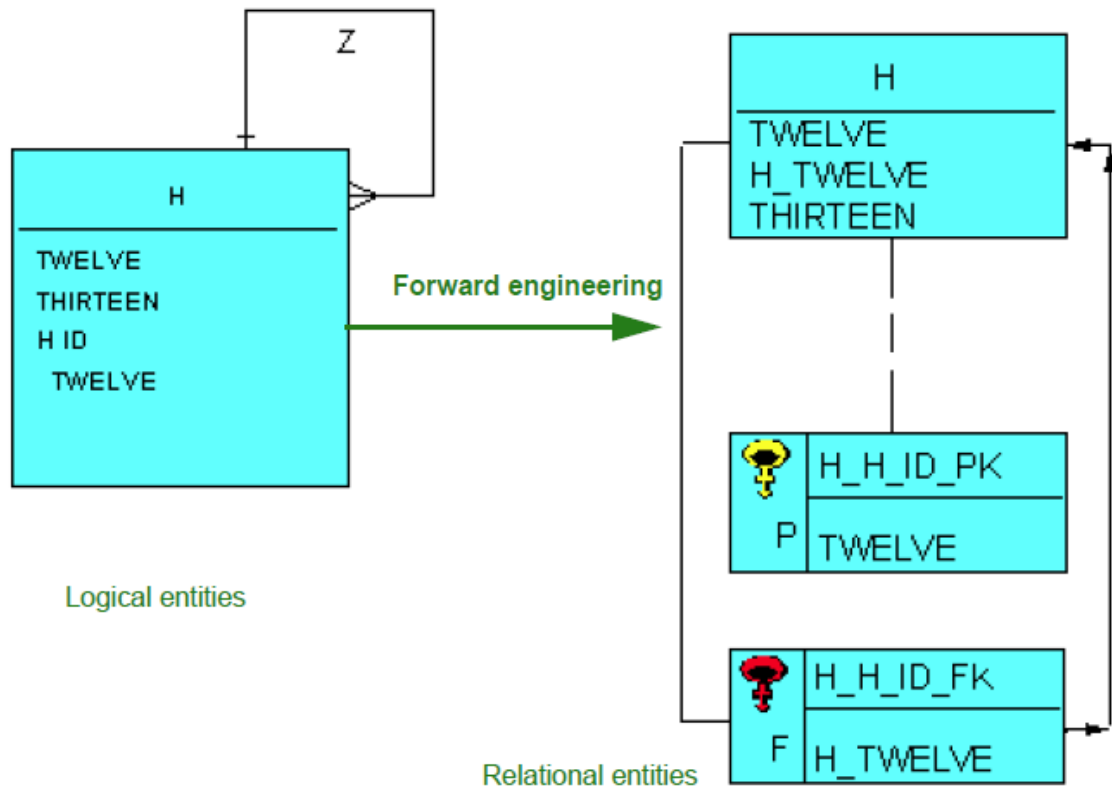 Z
H
TWELVE
THIRTEEN
H ID
TWELVE
Logical entities
Forward engineering
H
TWELVE
H_TWELVE
THIRTEEN
H_H_ID_PK
P
TWELVE
H_H_ID_FK
F
H_TWELVE
Relational entities